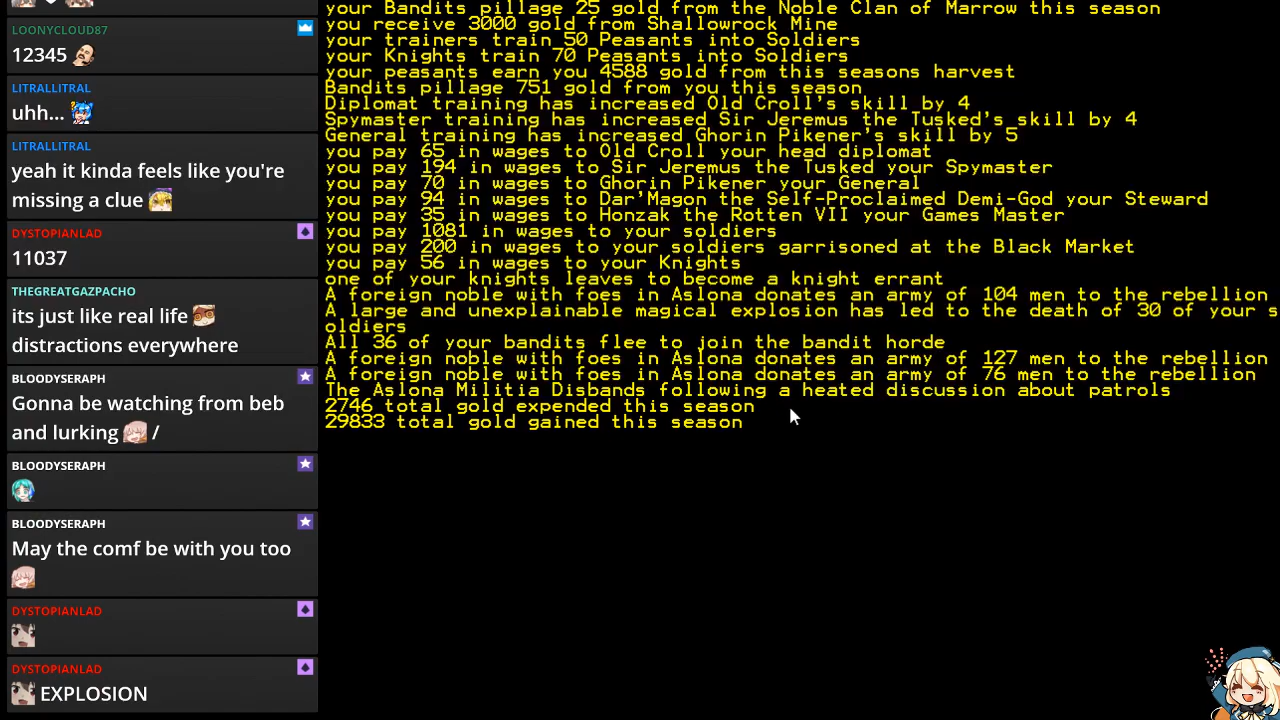 LOONYCLOUD87
12345
LITRALLITRAL
uhh...
LITRALLITRAL
yeah it kinda feels like you're
missing a clue
DYSTOPIANLAD
11037
THEGREATGAZPACHO
its just like real life
distractions everywhere
BLOODYSERAPH
Gonna be watching from beb
and lurking /
BLOODYSERAPH
BLOODYSERAPH
May the comf be with you too
DYSTOPIANLAD
DYSTOPIANLAD
EXPLOSION
your Bandits pillage 25 gold from the Noble Clan of Marrow this season
you receive 3000 gold from Shallowrock Mine
your trainers train 50 Peasants into Soldiers
your Knights train 70 Peasants into Soldiers
your peasants earn you 4588 gold from this seasons harvest
Bandits pillage 751 gold from you this season
Diplomat training has increased Old Croll's skill by 4
Spymaster training has increased Sir Jeremus the Tusked's skill by 4
General training has increased Ghorin Pikener's skill by 5
you pay 65 in wages to Old Croll your head diplomat
you pay 194 in wages to Sir Jeremus the Tusked your Spymaster
you pay 70 in wages to Ghorin Pikener your General
you pay 94 in wages to Dar'Magon the Self-Proclaimed Demi-God your Steward
you pay 35 in wages to Honzak the Rotten VII your Games Master
you pay 1081 in wages to your soldiers
you pay 200 in wages to your soldiers garrisoned at the Black Market
you pay 56 in wages to your Knights
one of your knights leaves to become a knight errant
A foreign noble with foes in Aslona donates an army of 104 men to the rebellion
A large and unexplainable magical explosion has led to the death of 30 of your s
oldiers
All 36 of your bandits flee to join the bandit horde
A foreign noble with foes in Aslona donates an army of 127 men to the rebellion
A foreign noble with foes in Aslona donates an army of 76 men to the rebellion
The Aslona Militia Disbands following a heated discussion about patrols
2746 total gold expended this season
29833 total gold gained this season